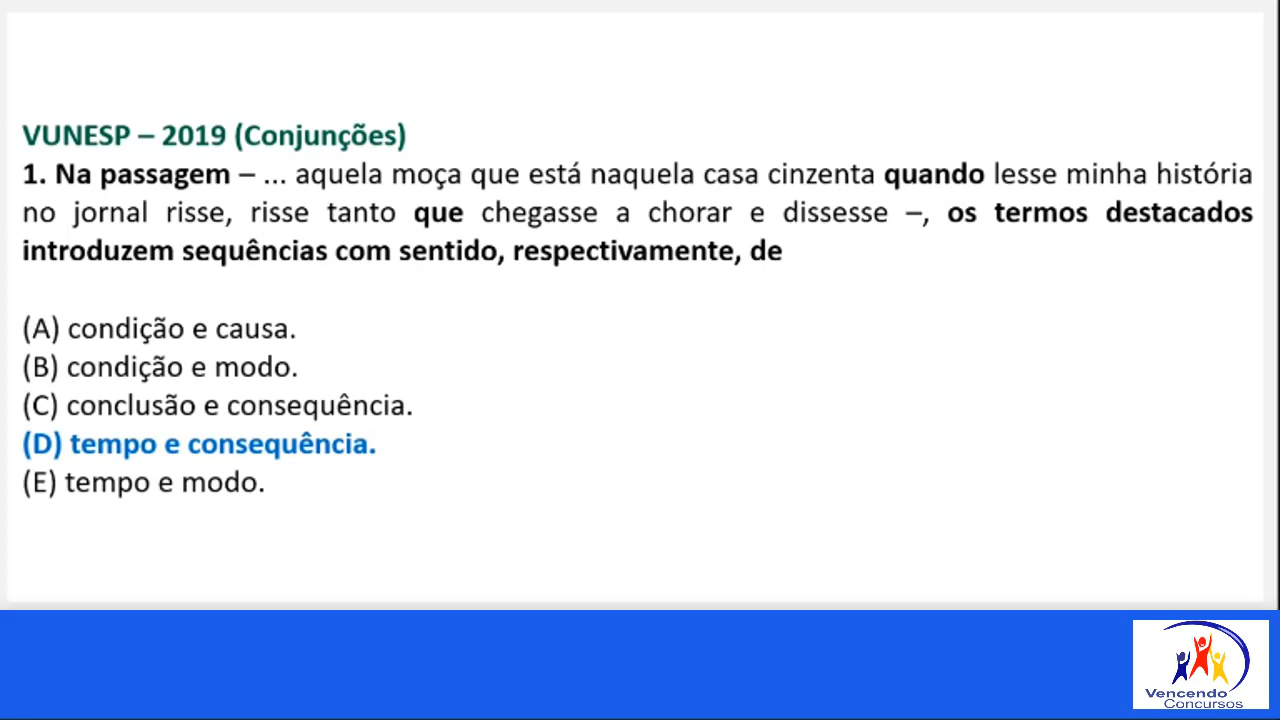 VUNESP – 2019 (Conjunções)
1. Na passagem – ... aquela moça que está naquela casa cinzenta quando lesse minha história
no jornal risse, risse tanto que chegasse a chorar e dissesse –, os termos destacados
introduzem sequências com sentido, respectivamente, de
(A) condição e causa.
(B) condição e modo.
(C) conclusão e consequência.
(D) tempo e consequência.
(E) tempo e modo.
Vencendo
Concursos